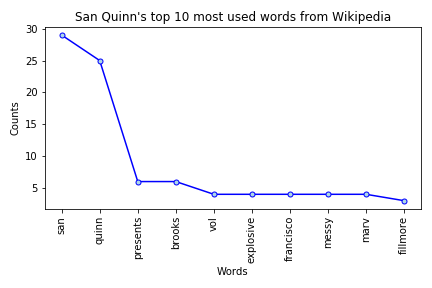 San Quinn's top 10 most used words from Wikipedia
30
25
20
15
10
5
Counts
san
quinn
presents
brooks
vol
explosive
francisco
messy
marv
fillmore
Words